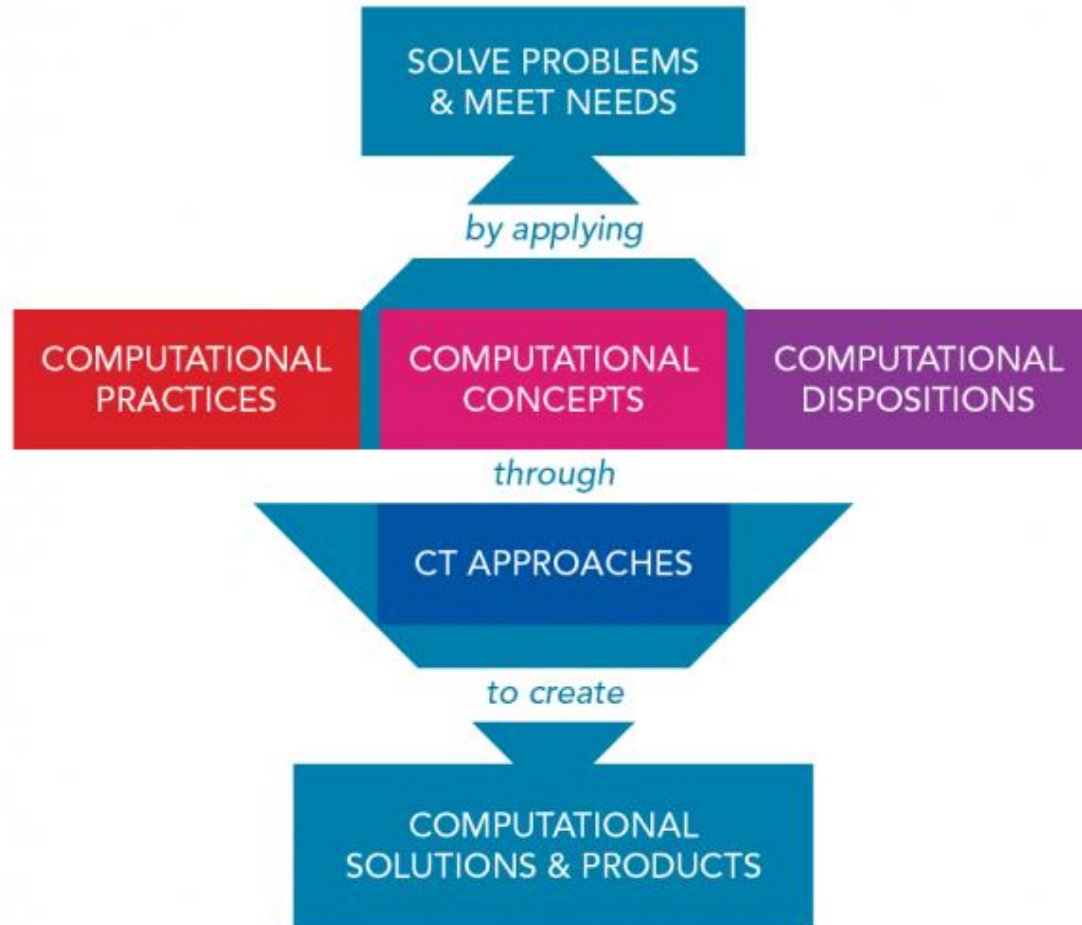 SOLVE PROBLEMS
& MEET NEEDS
by applying
COMPUTATIONAL
PRACTICES
COMPUTATIONAL
CONCEPTS
COMPUTATIONAL
DISPOSITIONS
through
CT APPROACHES
to create
COMPUTATIONAL
SOLUTIONS & PRODUCTS